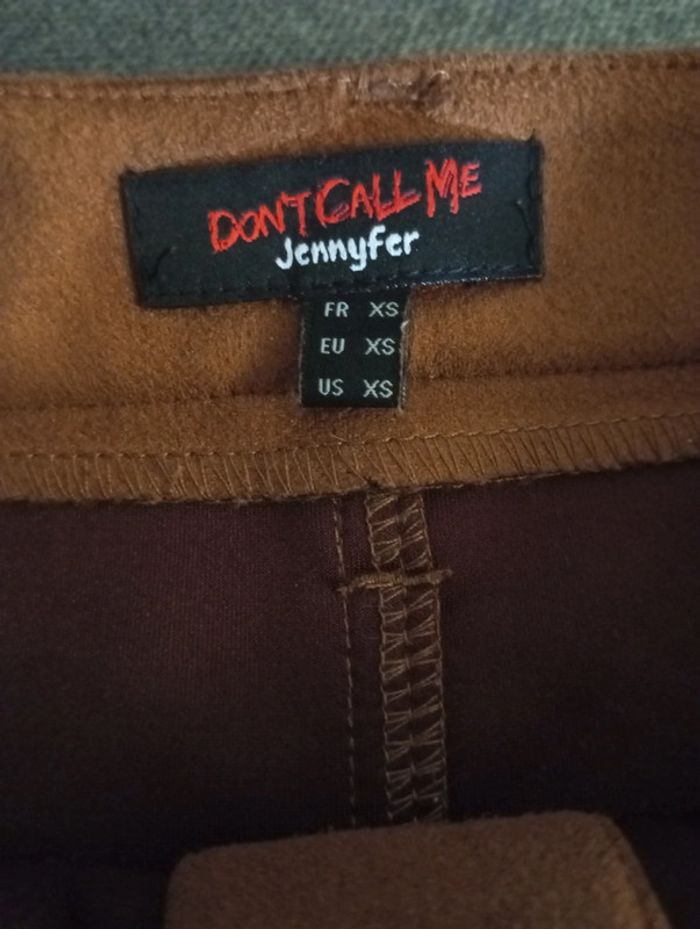 DON'T CALL ME
Jennyfer
FR XS
EU XS
US XS